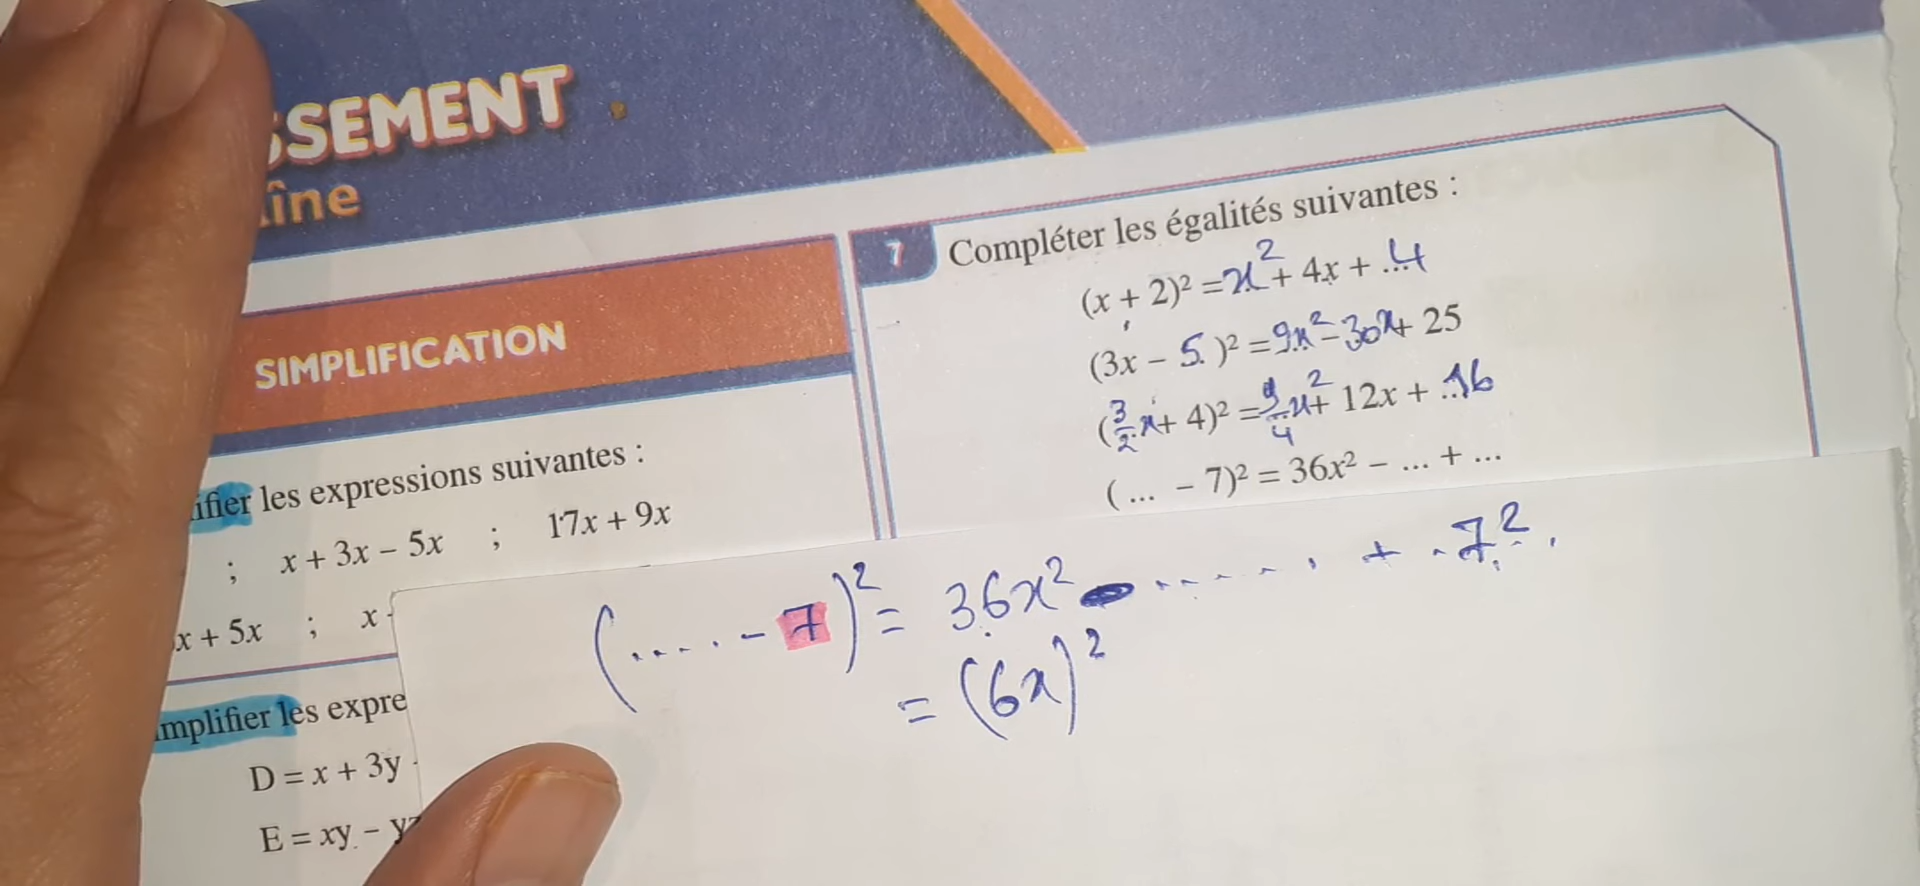 SSEMENT
îne
SIMPLIFICATION
ifier les expressions suivantes :
; x + 3x – 5x ; 17x + 9x
x + 5x ; x
mplifier les expre
D = x + 3y
E = xy – y
7 Compléter les égalités suivantes :
(x + 2)² = x² + 4x + ...4
(3x – 5.)² = 9x² – 30x + 25
(3/2 x + 4)² = 9/4 x² + 12x + ..16
(... – 7)² = 36x² – ... + ...
(..... - 7)² = 36x² - ...... + .7².
= (6x)²